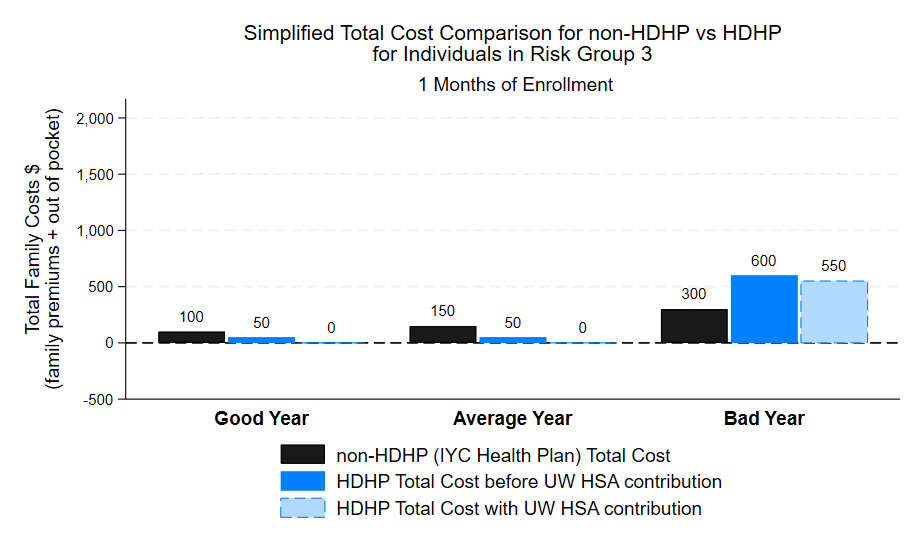 Simplified Total Cost Comparison for non-HDHP vs HDHP
for Individuals in Risk Group 3
1 Months of Enrollment
Total Family Costs $
(family premiums + out of pocket)
2,000
1,500
1,000
500
0
-500
100
50
0
150
50
0
300
600
550
Good Year
Average Year
Bad Year
non-HDHP (IYC Health Plan) Total Cost
HDHP Total Cost before UW HSA contribution
HDHP Total Cost with UW HSA contribution